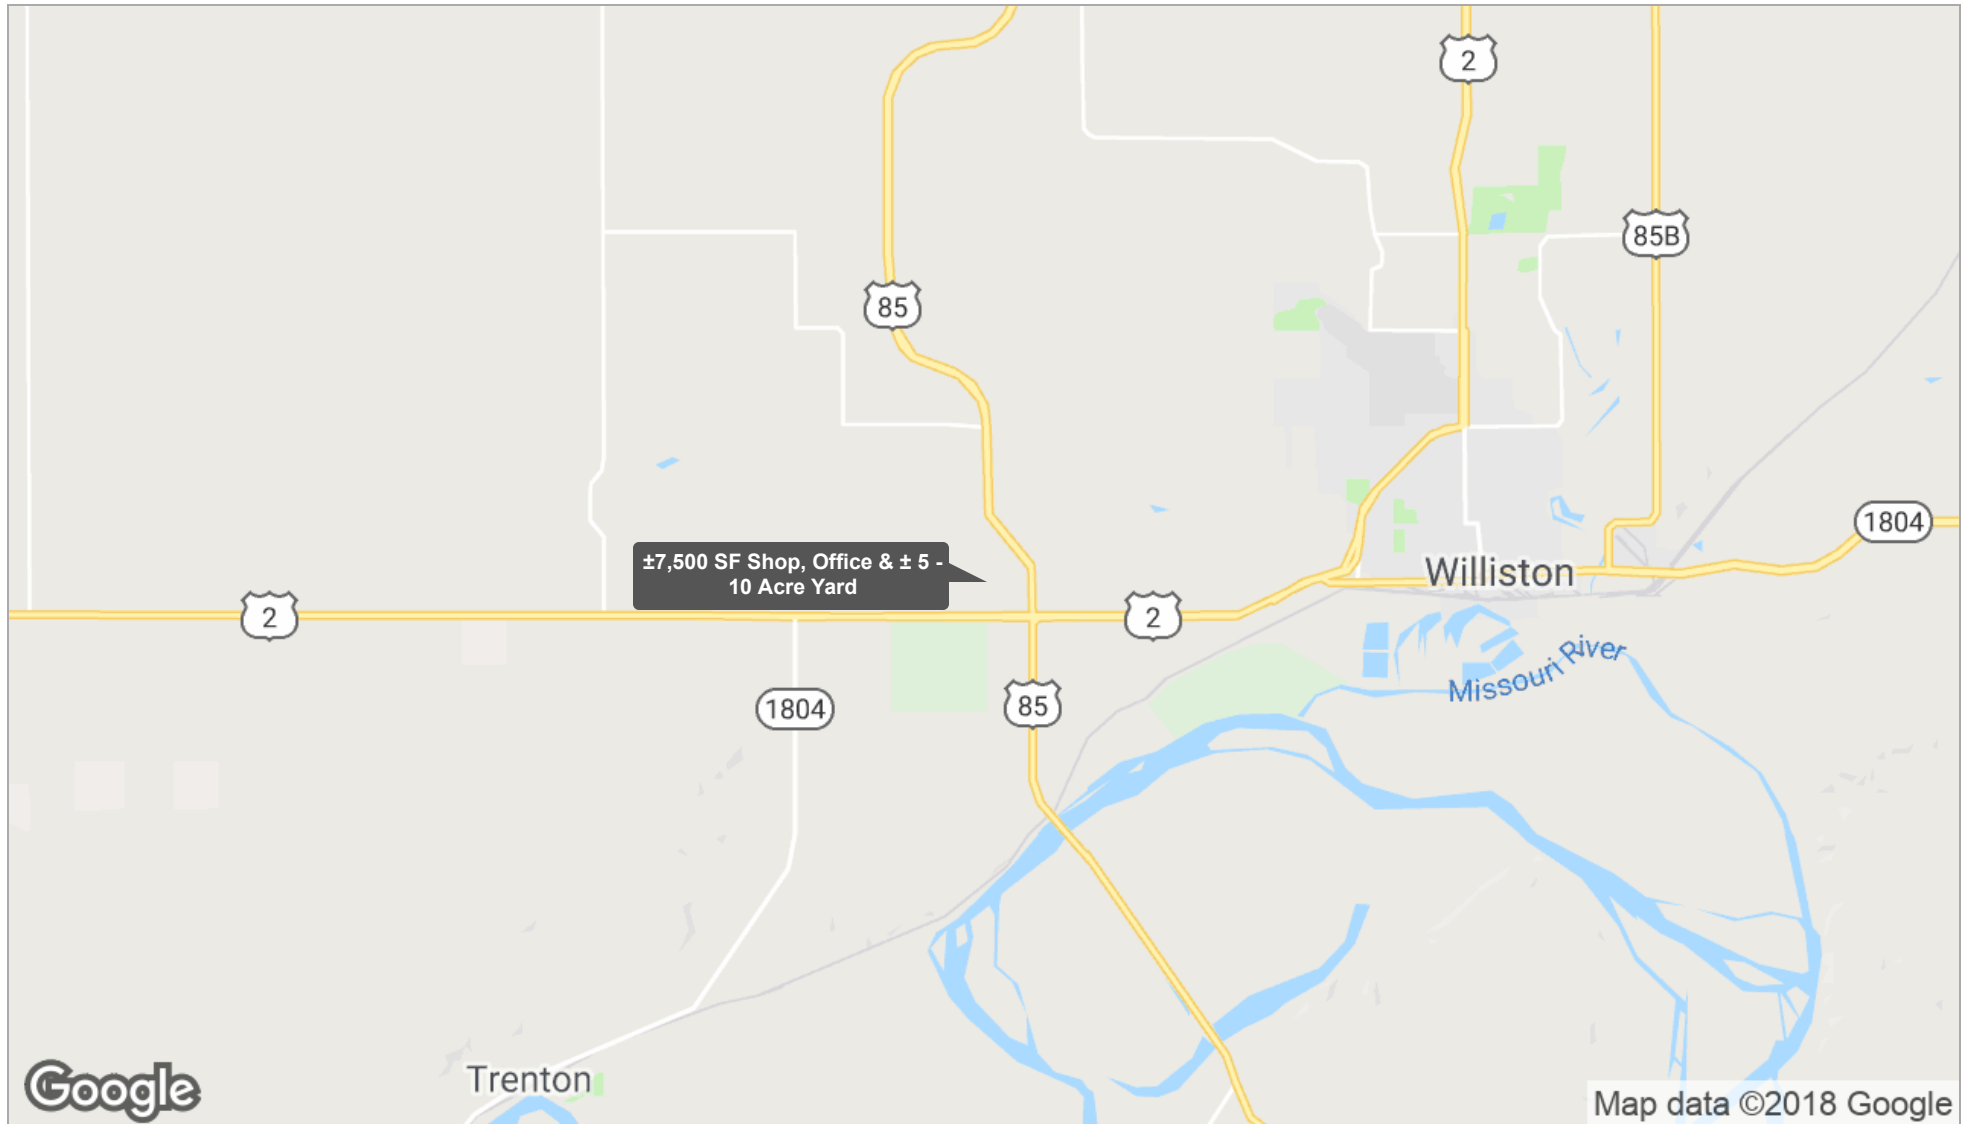 2
85B
85
1804
±7,500 SF Shop, Office & ± 5 -
10 Acre Yard
Williston
2
2
Missouri River
1804
85
Trenton
Google
Map data ©2018 Google